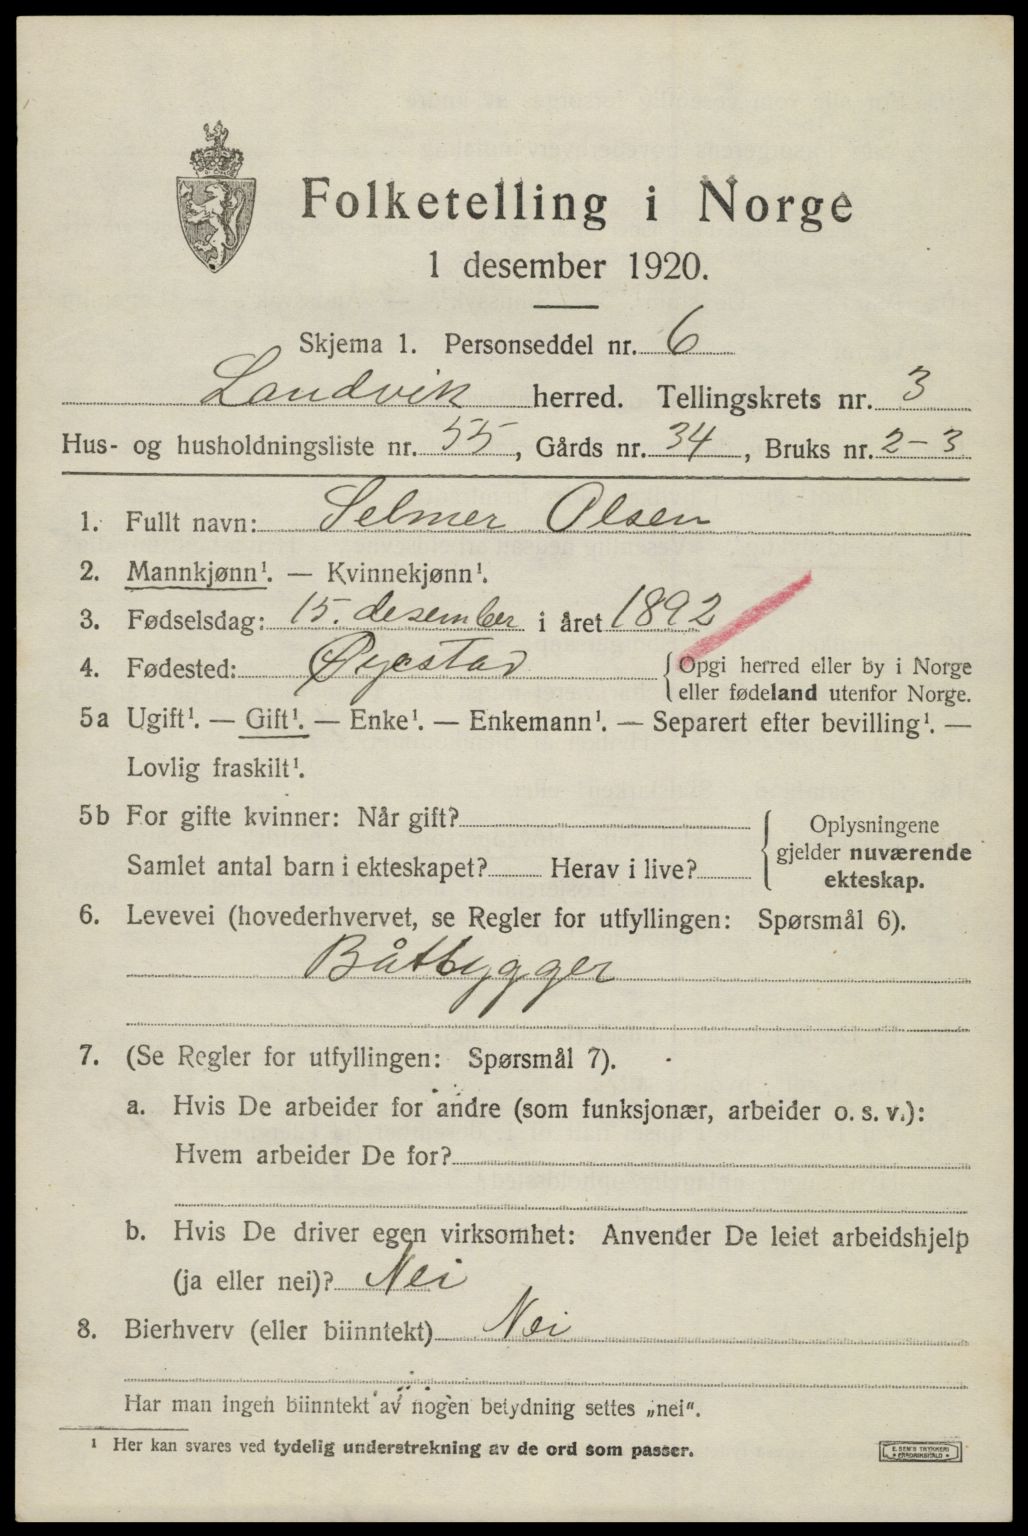 Folketelling i Norge
1 desember 1920.
Skjema 1. Personseddel nr. 6
Landvik herred. Tellingskrets nr. 3
Hus- og husholdningsliste nr. 55, Gårds nr. 34, Bruks nr. 2-3
1. Fullt navn: Selmer Olsen
2. Mannkjønn¹. — Kvinnekjønn¹.
3. Fødselsdag: 15. desember i året 1892
4. Fødested: Øyestad { Opgi herred eller by i Norge
eller fødeland utenfor Norge.
5a Ugift¹. — Gift¹. — Enke¹. — Enkemann¹. — Separert efter bevilling¹. —
Lovlig fraskilt¹.
5b For gifte kvinner: Når gift?
Samlet antal barn i ekteskapet? Herav i live?
{ Oplysningene
gjelder nuværende
ekteskap.
6. Levevei (hovederhvervet, se Regler for utfyllingen: Spørsmål 6).
Båtbygger
7. (Se Regler for utfyllingen: Spørsmål 7).
a. Hvis De arbeider for andre (som funksjonær, arbeider o. s. v.):
Hvem arbeider De for?
b. Hvis De driver egen virksomhet: Anvender De leiet arbeidshjelp
(ja eller nei)? Nei
8. Bierhverv (eller biinntekt) Nei
Har man ingen biinntekt av nogen betydning settes „nei".
¹ Her kan svares ved tydelig understrekning av de ord som passer.
E. SEM'S TRYKKERI
FREDRIKSHALD